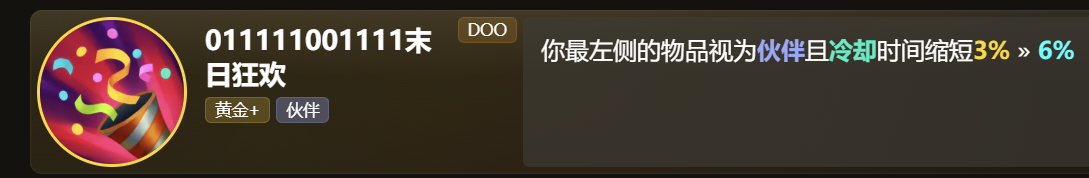 011111001111末
日狂欢
DOO
黄金+
伙伴
你最左侧的物品视为伙伴且冷却时间缩短3% » 6%